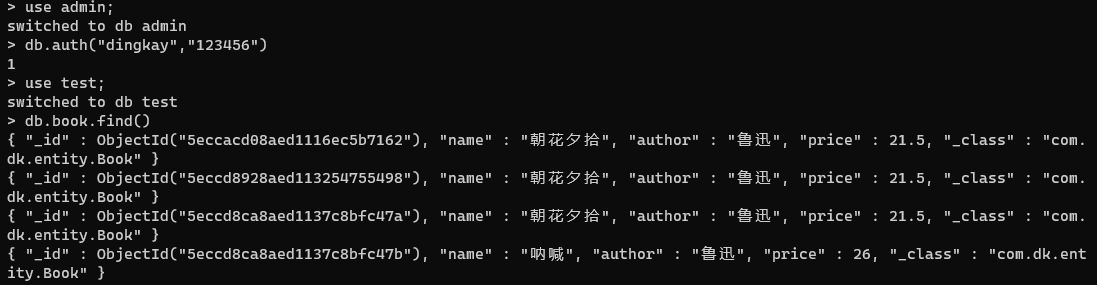 > use admin;
switched to db admin
> db.auth("dingkay","123456")
1
> use test;
switched to db test
> db.book.find()
{ "_id" : ObjectId("5eccacd08aed1116ec5b7162"), "name" : "朝花夕拾", "author" : "鲁迅", "price" : 21.5, "_class" : "com.
dk.entity.Book" }
{ "_id" : ObjectId("5eccd8928aed113254755498"), "name" : "朝花夕拾", "author" : "鲁迅", "price" : 21.5, "_class" : "com.
dk.entity.Book" }
{ "_id" : ObjectId("5eccd8ca8aed1137c8bfc47a"), "name" : "朝花夕拾", "author" : "鲁迅", "price" : 21.5, "_class" : "com.
dk.entity.Book" }
{ "_id" : ObjectId("5eccd8ca8aed1137c8bfc47b"), "name" : "呐喊", "author" : "鲁迅", "price" : 26, "_class" : "com.dk.ent
ity.Book" }